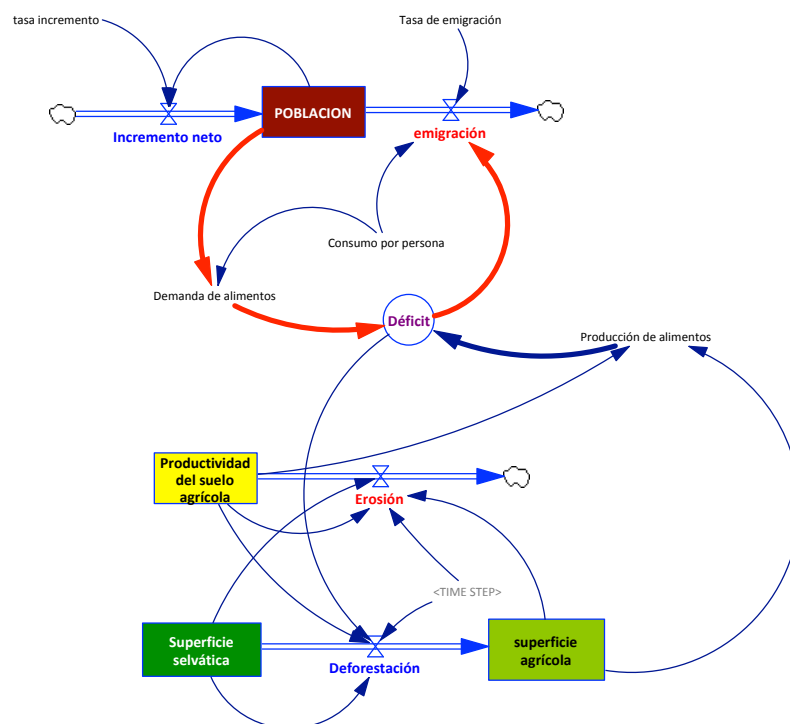 tasa incremento
Tasa de emigración
POBLACION
Incremento neto
emigración
Consumo por persona
Demanda de alimentos
Déficit
Producción de alimentos
Productividad
del suelo
agrícola
Erosión
<TIME STEP>
Superficie
selvática
superficie
agrícola
Deforestación